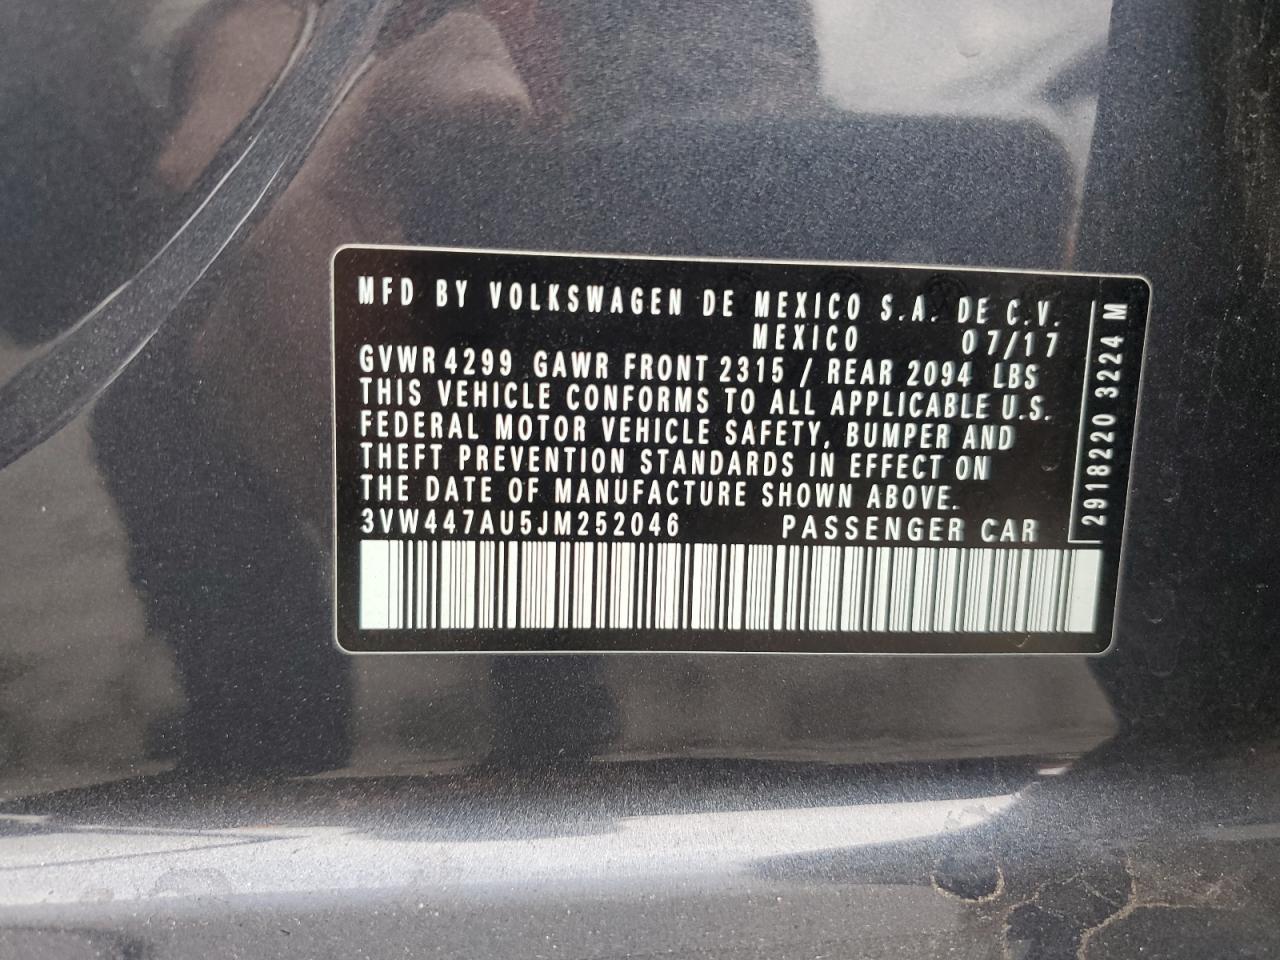 MFD BY VOLKSWAGEN DE MEXICO S.A. DE C.V.
MEXICO 07/17
GVWR 4299 GAWR FRONT 2315 / REAR 2094 LBS
THIS VEHICLE CONFORMS TO ALL APPLICABLE U.S.
FEDERAL MOTOR VEHICLE SAFETY, BUMPER AND
THEFT PREVENTION STANDARDS IN EFFECT ON
THE DATE OF MANUFACTURE SHOWN ABOVE.
3VW447AU5JM252046 PASSENGER CAR
2918220 3224 M